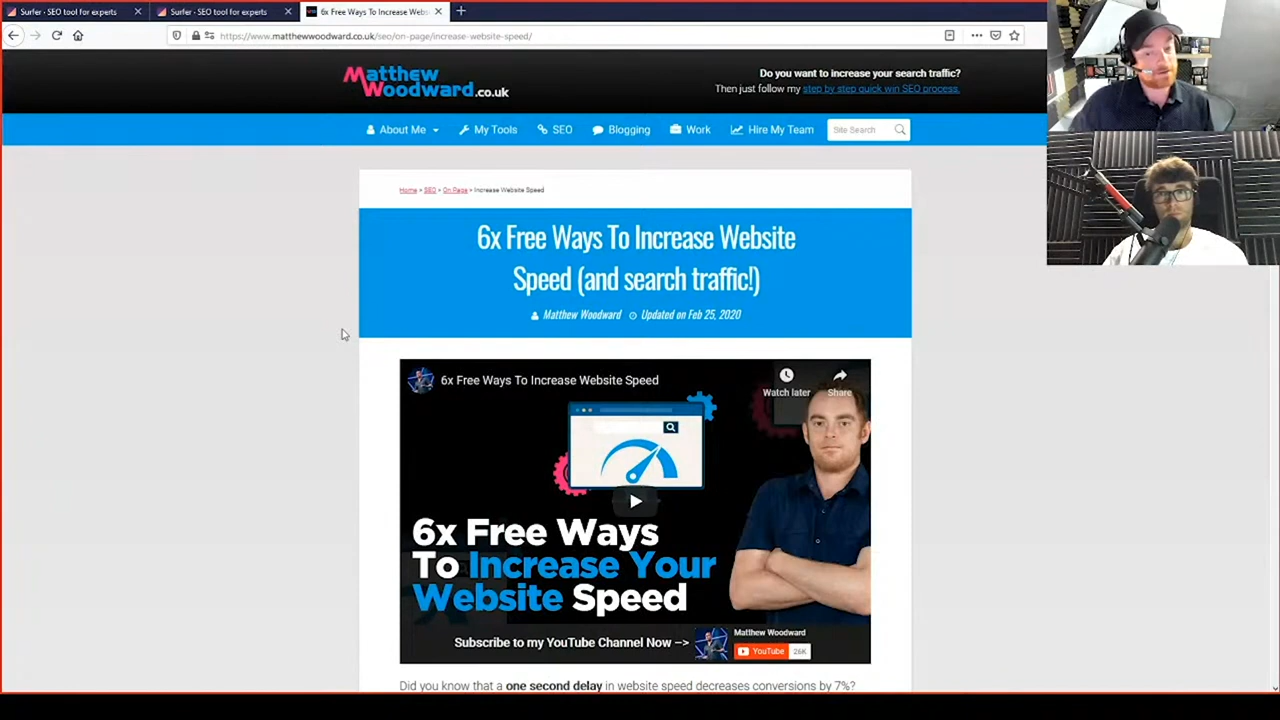 Surfer - SEO tool for experts
Surfer - SEO tool for experts
6x Free Ways To Increase Webs
https://www.matthewwoodward.co.uk/seo/on-page/increase-website-speed/
Matthew
Woodward.co.uk
Do you want to increase your search traffic?
Then just follow my step by step quick win SEO process.
About Me
My Tools
SEO
Blogging
Work
Hire My Team
Site Search
Home » SEO » On Page » Increase Website Speed
6x Free Ways To Increase Website
Speed (and search traffic!)
Matthew Woodward Updated on Feb 25, 2020
6x Free Ways To Increase Website Speed
Watch later
Share
6x Free Ways
To Increase Your
Website Speed
Subscribe to my YouTube Channel Now -->
Matthew Woodward
YouTube 26K
Did you know that a one second delay in website speed decreases conversions by 7%?